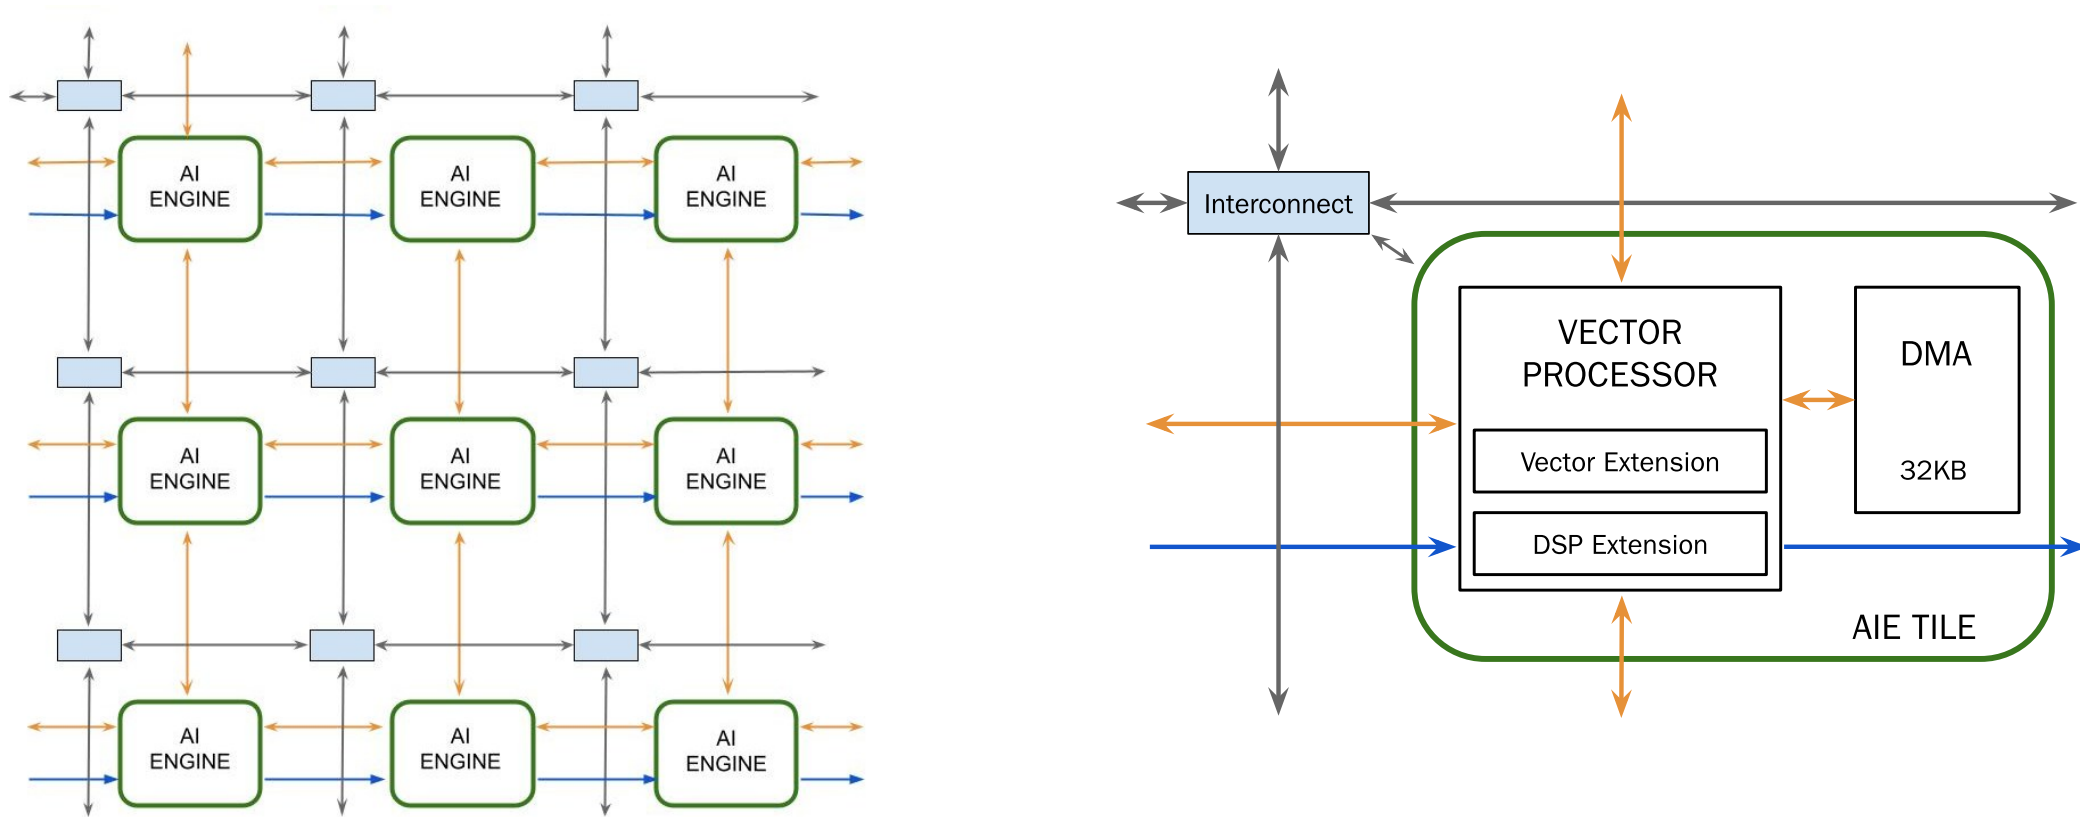 AI
ENGINE
AI
ENGINE
AI
ENGINE
AI
ENGINE
AI
ENGINE
AI
ENGINE
AI
ENGINE
AI
ENGINE
AI
ENGINE
Interconnect
VECTOR
PROCESSOR
Vector Extension
DSP Extension
DMA
32KB
AIE TILE